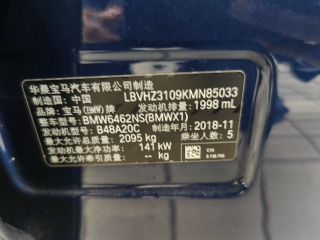 华晨宝马汽车有限公司制造
制造国: 中国 LBVHZ3109KMN85033
品牌: 宝马(BMW)牌 发动机排量: 1998 mL
整车型号: BMW6462NS(BMWX1)
发动机型号: B48A20C 制造年月: 2018-11
最大允许总质量: 2095 kg 乘坐人数: 5
发动机最大净功率: 141 kW
最大允许牵引质量: -- kg